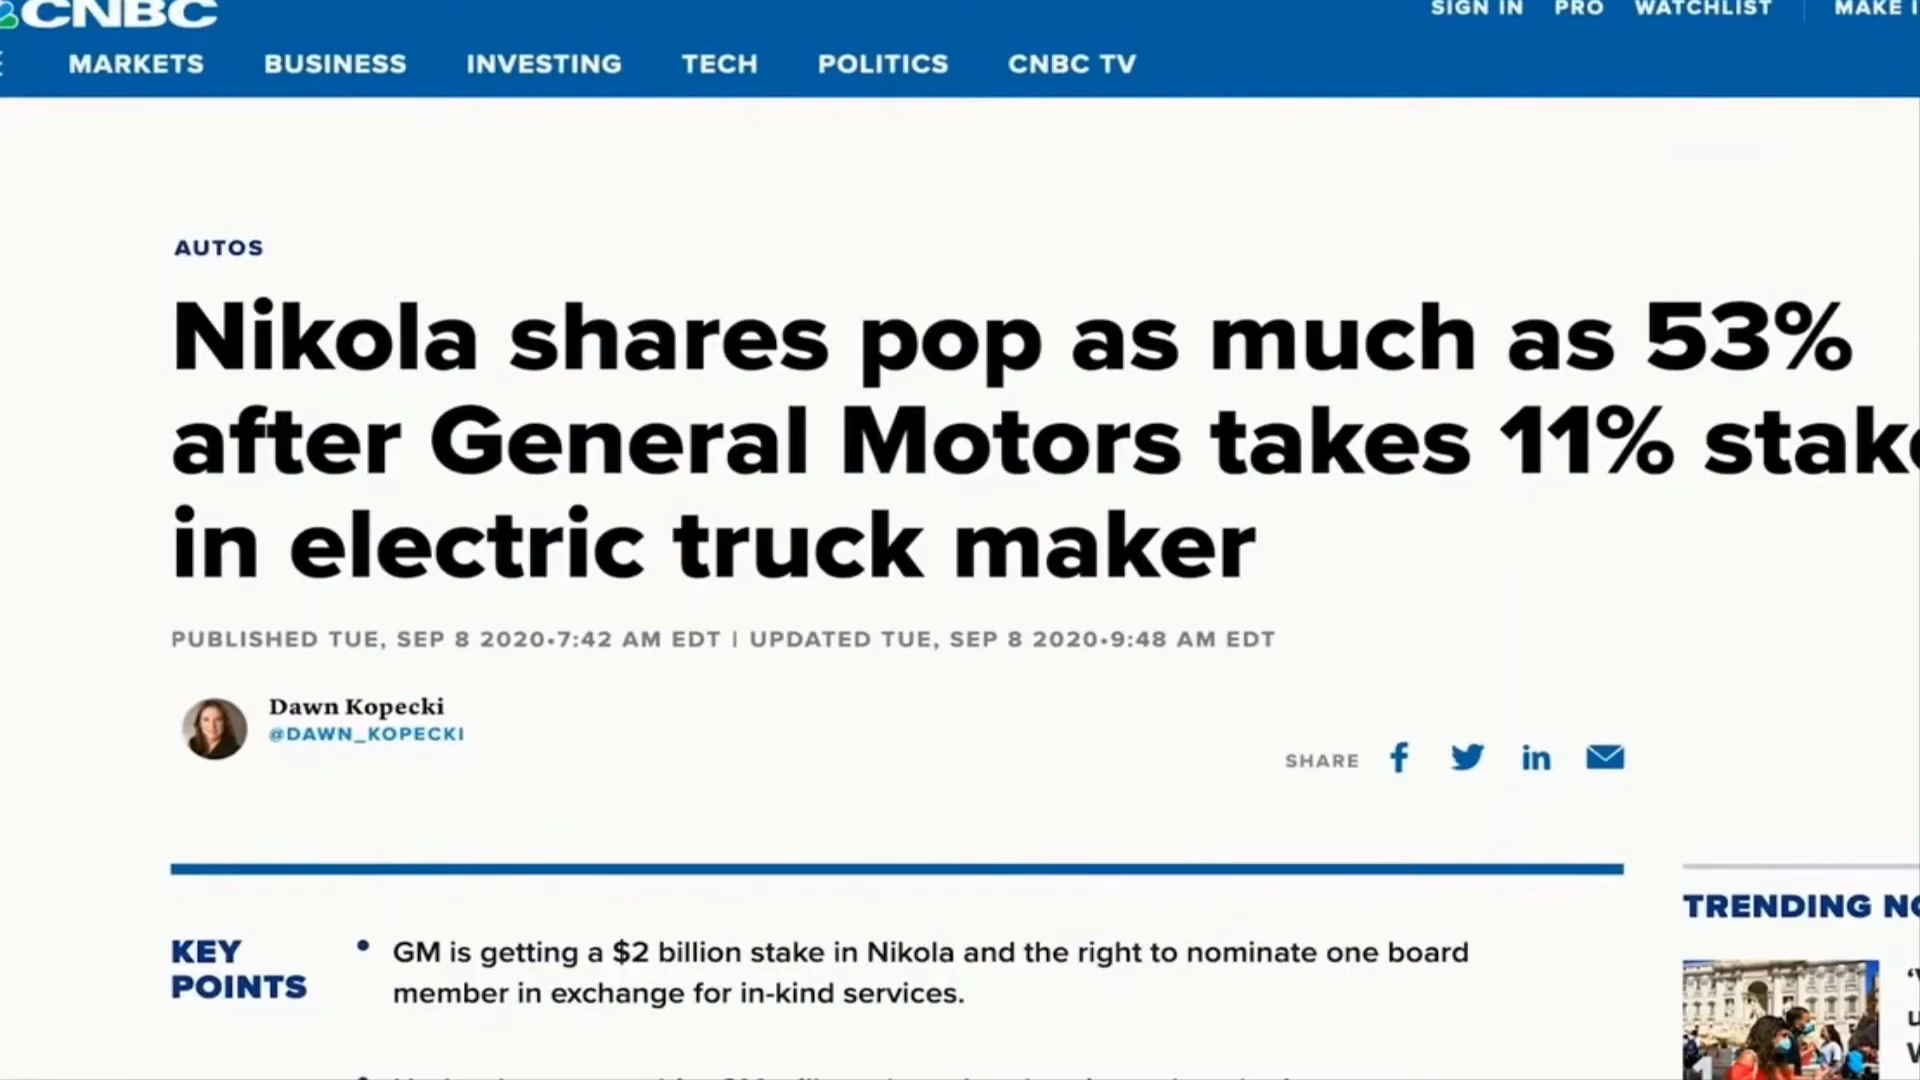 CNBC
SIGN IN PRO WATCHLIST MAKE
MARKETS BUSINESS INVESTING TECH POLITICS CNBC TV
AUTOS
Nikola shares pop as much as 53%
after General Motors takes 11% stake
in electric truck maker
PUBLISHED TUE, SEP 8 2020•7:42 AM EDT | UPDATED TUE, SEP 8 2020•9:48 AM EDT
Dawn Kopecki
@DAWN_KOPECKI
SHARE
TRENDING
KEY
POINTS
• GM is getting a $2 billion stake in Nikola and the right to nominate one board
member in exchange for in-kind services.